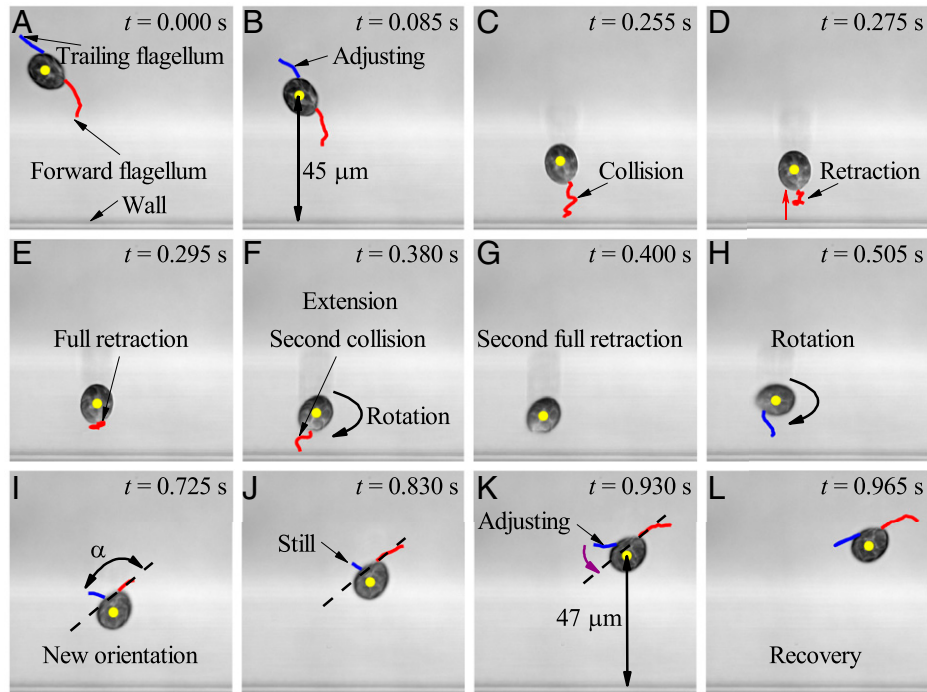 A t = 0.000 s
Trailing flagellum
Forward flagellum
Wall
B t = 0.085 s
Adjusting
45 μm
C t = 0.255 s
Collision
D t = 0.275 s
Retraction
E t = 0.295 s
Full retraction
F t = 0.380 s
Extension
Second collision
Rotation
G t = 0.400 s
Second full retraction
H t = 0.505 s
Rotation
I t = 0.725 s
α
New orientation
J t = 0.830 s
Still
K t = 0.930 s
Adjusting
47 μm
L t = 0.965 s
Recovery